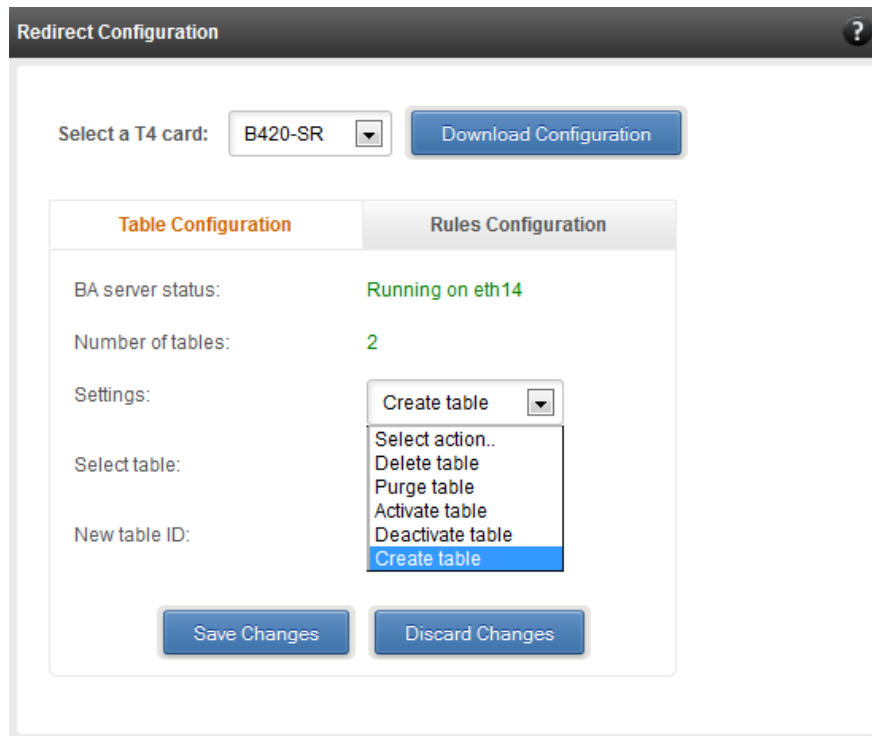 Redirect Configuration ?
Select a T4 card: B420-SR Download Configuration
Table Configuration Rules Configuration
BA server status: Running on eth14
Number of tables: 2
Settings: Create table
Select action..
Select table: Delete table
Purge table
Activate table
New table ID: Deactivate table
Create table
Save Changes Discard Changes